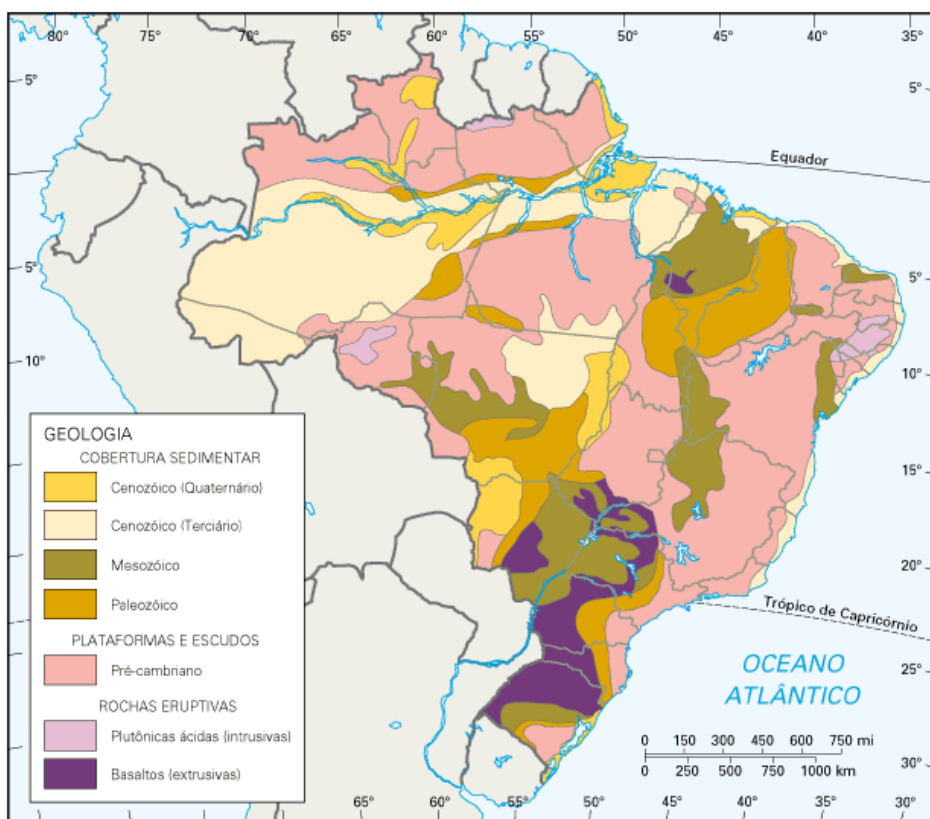 80° 75° 70° 65° 60° 55° 50° 45° 40° 35°
5° 5°
Equador
5° 5°
10° 10°
GEOLOGIA
COBERTURA SEDIMENTAR
Cenozóico (Quaternário)
Cenozóico (Terciário)
Mesozóico
Paleozóico
PLATAFORMAS E ESCUDOS
Pré-cambriano
ROCHAS ERUPTIVAS
Plutônicas ácidas (intrusivas)
Basaltos (extrusivas)
15°
20°
Trópico de Capricórnio
25°
OCEANO
ATLÂNTICO
0 150 300 450 600 750 mi
0 250 500 750 1000 km
30°
65° 60° 55° 50° 45° 40°